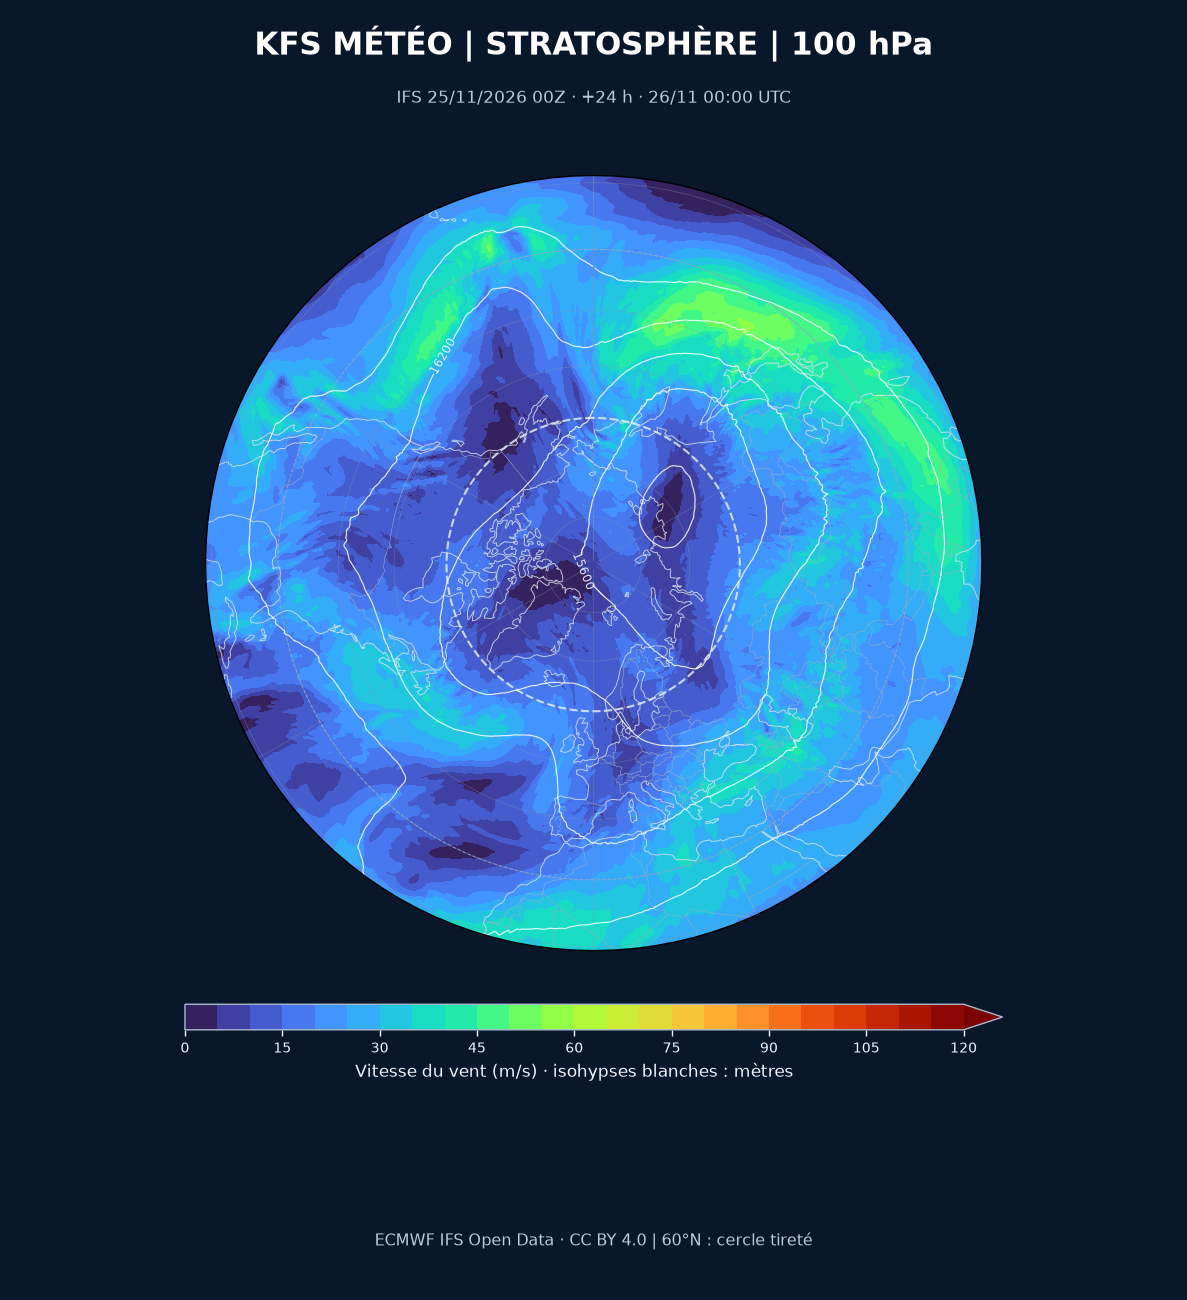 KFS MÉTÉO | STRATOSPHÈRE | 100 hPa
IFS 25/11/2026 00Z · +24 h · 26/11 00:00 UTC
16200
15600
0 15 30 45 60 75 90 105 120
Vitesse du vent (m/s) · isohypses blanches : mètres
ECMWF IFS Open Data · CC BY 4.0 | 60°N : cercle tireté